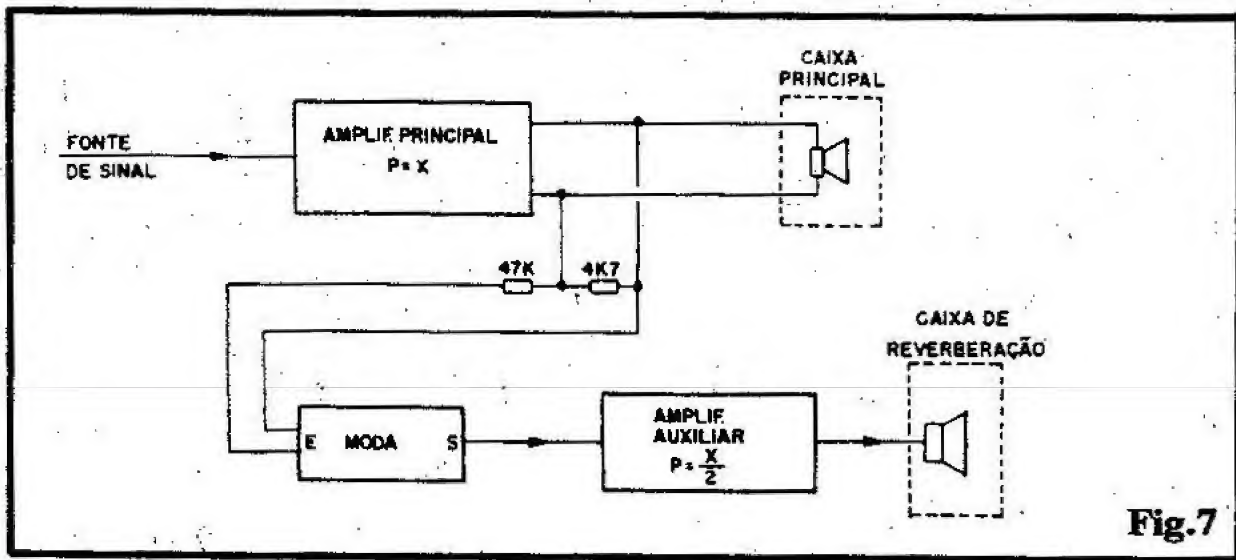 CAIXA
PRINCIPAL
FONTE
DE SINAL
AMPLIF. PRINCIPAL
P= X
47K
4K7
CAIXA DE
REVERBERAÇÃO
E
MODA
S
AMPLIF.
AUXILIAR
P= X/2
Fig.7